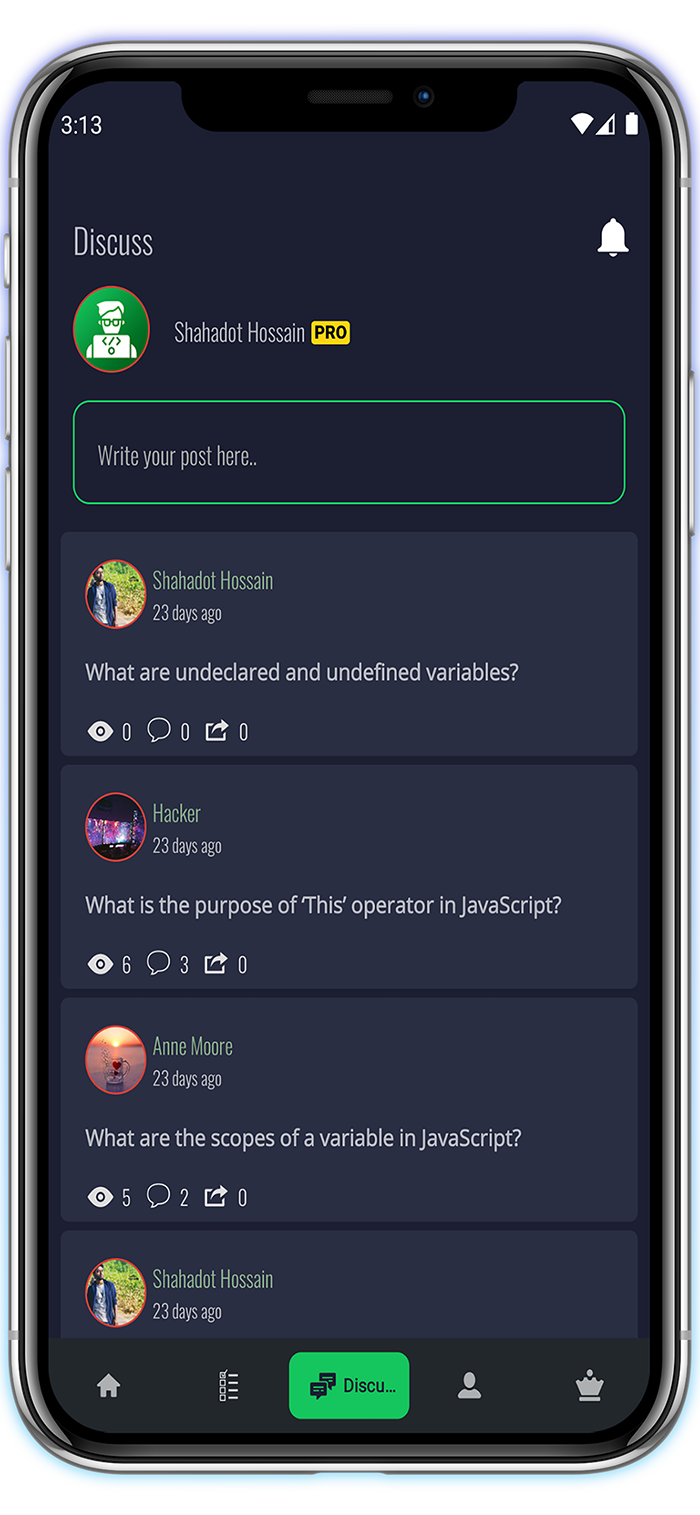 3:13
Discuss
Shahadot Hossain PRO
Write your post here..
Shahadot Hossain
23 days ago
What are undeclared and undefined variables?
0 0 0
Hacker
23 days ago
What is the purpose of ‘This’ operator in JavaScript?
6 3 0
Anne Moore
23 days ago
What are the scopes of a variable in JavaScript?
5 2 0
Shahadot Hossain
23 days ago
Discu...